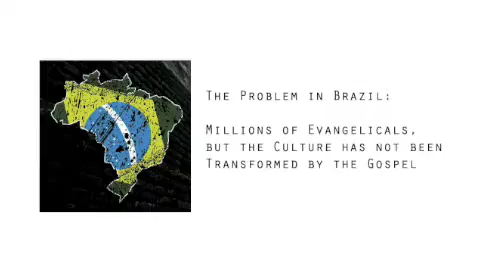 The Problem in Brazil:
Millions of Evangelicals,
but the Culture has not been
Transformed by the Gospel